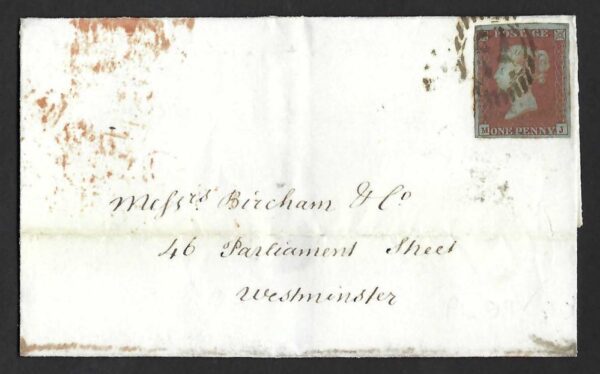 POSTAGE
M ONE PENNY J
Messrs Bircham & Co
46 Parliament Street
Westminster